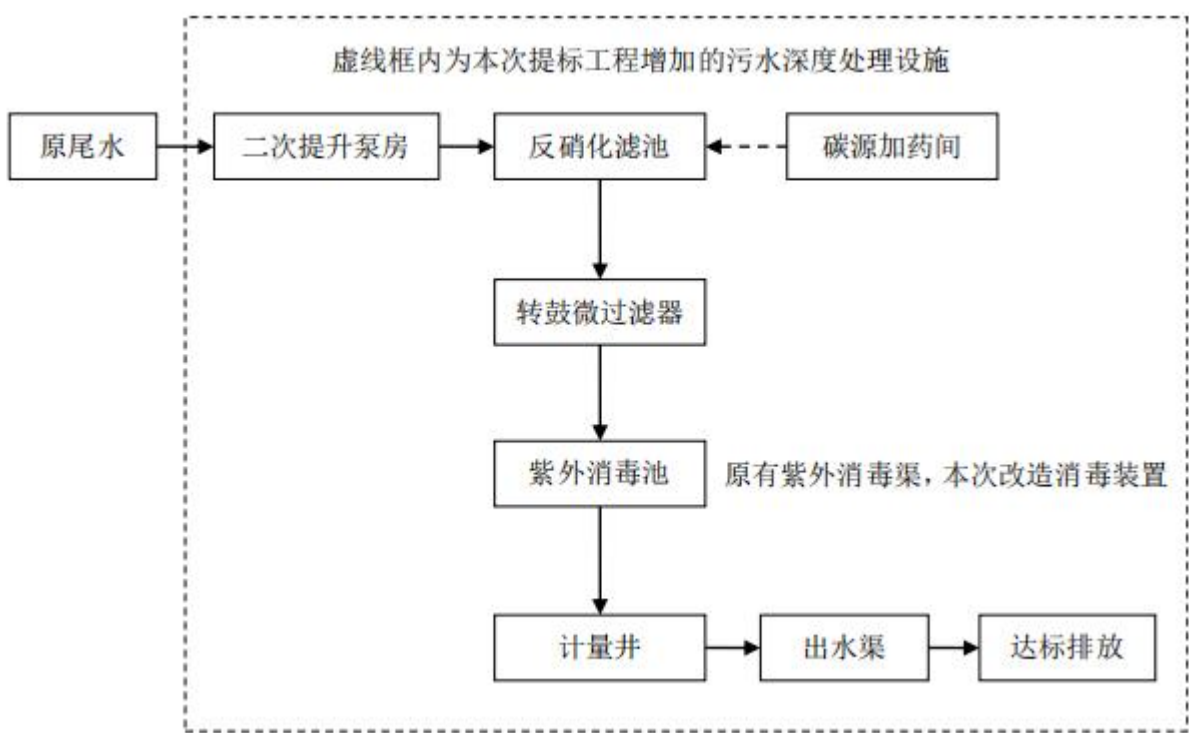 虚线框内为本次提标工程增加的污水深度处理设施
原尾水
二次提升泵房
反硝化滤池
碳源加药间
转鼓微过滤器
紫外消毒池
原有紫外消毒渠，本次改造消毒装置
计量井
出水渠
达标排放